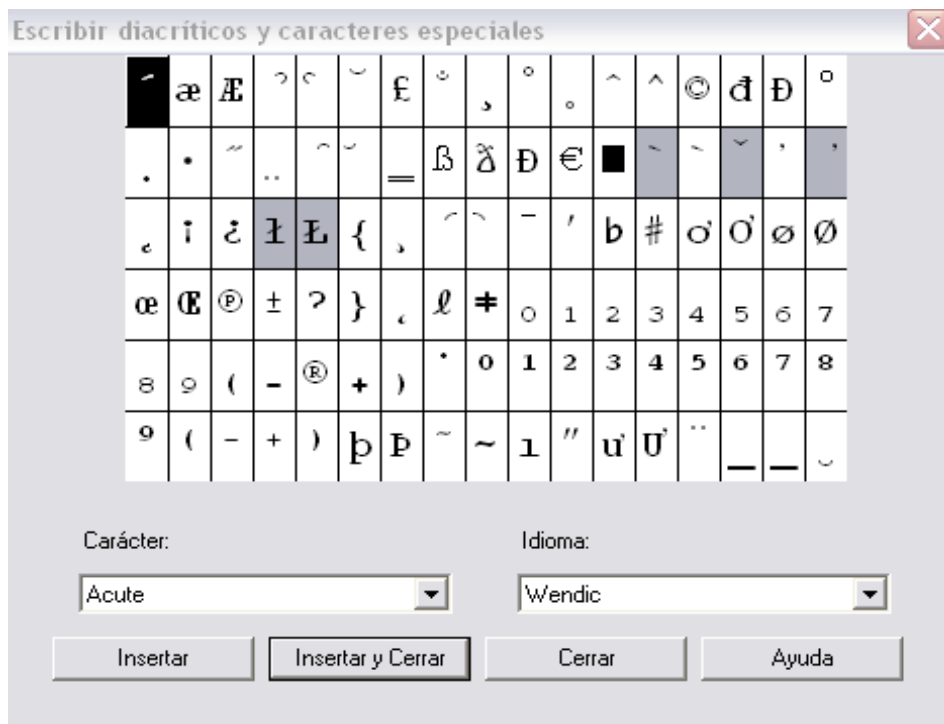 Escribir diacríticos y caracteres especiales
´ æ Æ ̉ ̔ ˘ £ ̐ ¸ ° ̥ ^ ^ © đ Đ °
. • ˝ .. ̑ ˘ ‗ ß ð Đ € ■ ` ` ˇ ’ ’
˛ ¡ ¿ ł Ł { ¸ ͡ ¯ ′ ƅ # ơ Ơ ø Ø
œ Œ ℗ ± ? } ˛ ℓ ǂ ₀ ₁ ₂ ₃ ₄ ₅ ₆ ₇
₈ ₉ ₍ ₋ ® ₊ ₎ ˙ ⁰ ¹ ² ³ ⁴ ⁵ ⁶ ⁷ ⁸
⁹ ⁽ ⁻ ⁺ ⁾ þ Þ ~ ~ ı ″ ư Ư ¨ _ _ ̮
Carácter: Idioma:
Acute Wendic
Insertar Insertar y Cerrar Cerrar Ayuda